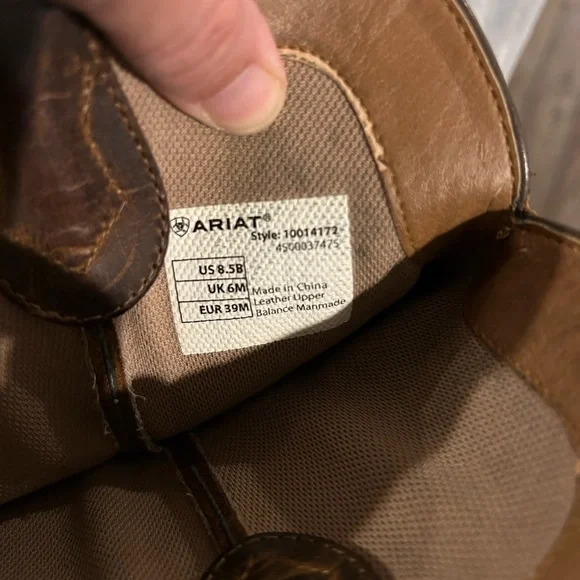 ARIAT®
Style: 10014172
4500037475
US 8.5B
UK 6M
EUR 39M
Made in China
Leather Upper
Balance Manmade